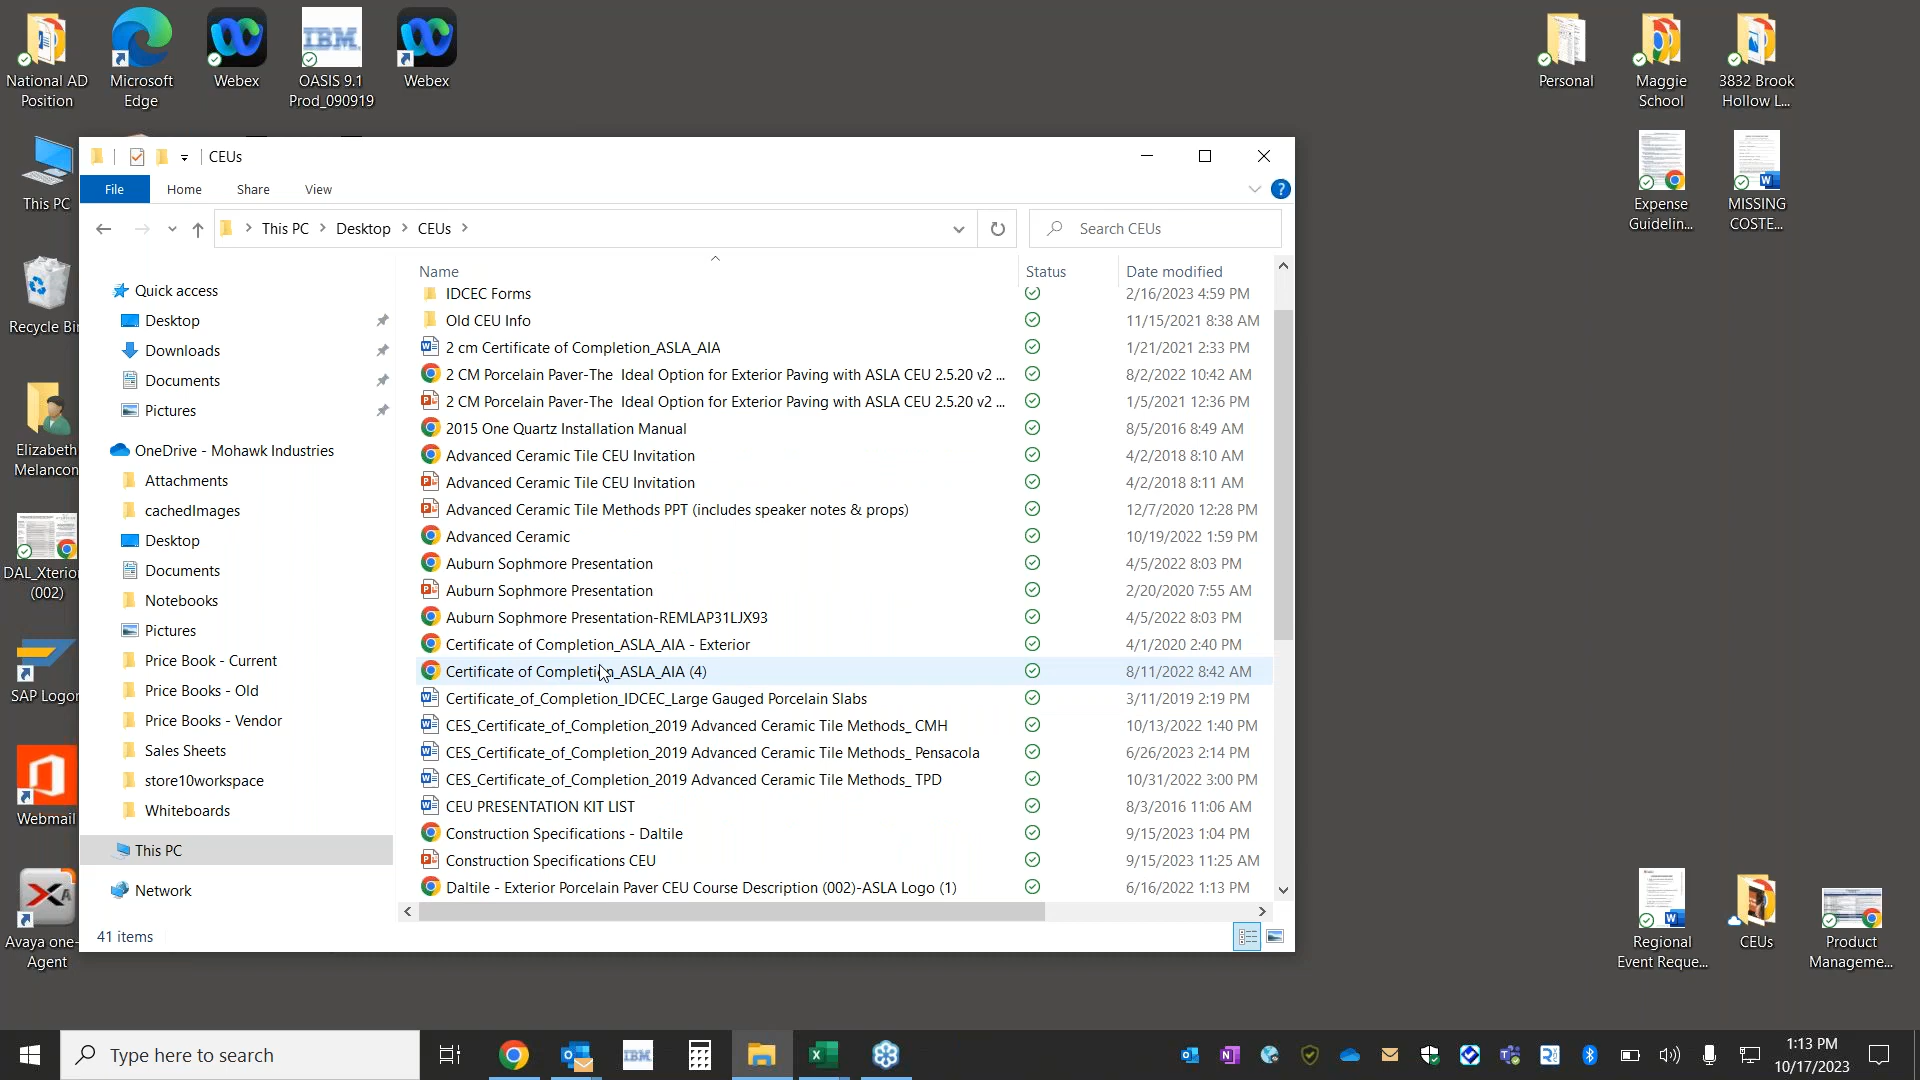 National AD
Position
Microsoft
Edge
Webex
IBM
OASIS 9.1
Prod_090919
Webex
Personal
Maggie
School
3832 Brook
Hollow L...
Expense
Guidelin...
MISSING
COSTE...
This PC
Recycle Bin
Elizabeth
Melancon
DAL_Xterio
(002)
SAP Logon
Webmail
Avaya one-
Agent
CEUs
File Home Share View
This PC Desktop CEUs
Search CEUs
Quick access
Desktop
Downloads
Documents
Pictures
OneDrive - Mohawk Industries
Attachments
cachedImages
Desktop
Documents
Notebooks
Pictures
Price Book - Current
Price Books - Old
Price Books - Vendor
Sales Sheets
store10workspace
Whiteboards
This PC
Network
Name Status Date modified
IDCEC Forms 2/16/2023 4:59 PM
Old CEU Info 11/15/2021 8:38 AM
2 cm Certificate of Completion_ASLA_AIA 1/21/2021 2:33 PM
2 CM Porcelain Paver-The Ideal Option for Exterior Paving with ASLA CEU 2.5.20 v2 ... 8/2/2022 10:42 AM
2 CM Porcelain Paver-The Ideal Option for Exterior Paving with ASLA CEU 2.5.20 v2 ... 1/5/2021 12:36 PM
2015 One Quartz Installation Manual 8/5/2016 8:49 AM
Advanced Ceramic Tile CEU Invitation 4/2/2018 8:10 AM
Advanced Ceramic Tile CEU Invitation 4/2/2018 8:11 AM
Advanced Ceramic Tile Methods PPT (includes speaker notes & props) 12/7/2020 12:28 PM
Advanced Ceramic 10/19/2022 1:59 PM
Auburn Sophmore Presentation 4/5/2022 8:03 PM
Auburn Sophmore Presentation 2/20/2020 7:55 AM
Auburn Sophmore Presentation-REMLAP31LJX93 4/5/2022 8:03 PM
Certificate of Completion_ASLA_AIA - Exterior 4/1/2020 2:40 PM
Certificate of Completion_ASLA_AIA (4) 8/11/2022 8:42 AM
Certificate_of_Completion_IDCEC_Large Gauged Porcelain Slabs 3/11/2019 2:19 PM
CES_Certificate_of_Completion_2019 Advanced Ceramic Tile Methods_ CMH 10/13/2022 1:40 PM
CES_Certificate_of_Completion_2019 Advanced Ceramic Tile Methods_ Pensacola 6/26/2023 2:14 PM
CES_Certificate_of_Completion_2019 Advanced Ceramic Tile Methods_ TPD 10/31/2022 3:00 PM
CEU PRESENTATION KIT LIST 8/3/2016 11:06 AM
Construction Specifications - Daltile 9/15/2023 1:04 PM
Construction Specifications CEU 9/15/2023 11:25 AM
Daltile - Exterior Porcelain Paver CEU Course Description (002)-ASLA Logo (1) 6/16/2022 1:13 PM
41 items
Regional
Event Reque...
CEUs
Product
Manageme...
Type here to search
IBM
1:13 PM
10/17/2023